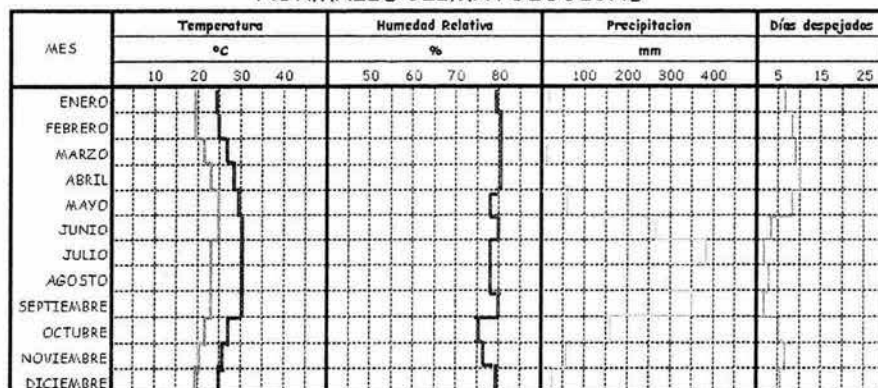 Temperatura Humedad Relativa Precipitacion Días despejados
MES °C % mm
10 20 30 40 50 60 70 80 100 200 300 400 5 15 25
ENERO
FEBRERO
MARZO
ABRIL
MAYO
JUNIO
JULIO
AGOSTO
SEPTIEMBRE
OCTUBRE
NOVIEMBRE
DICIEMBRE